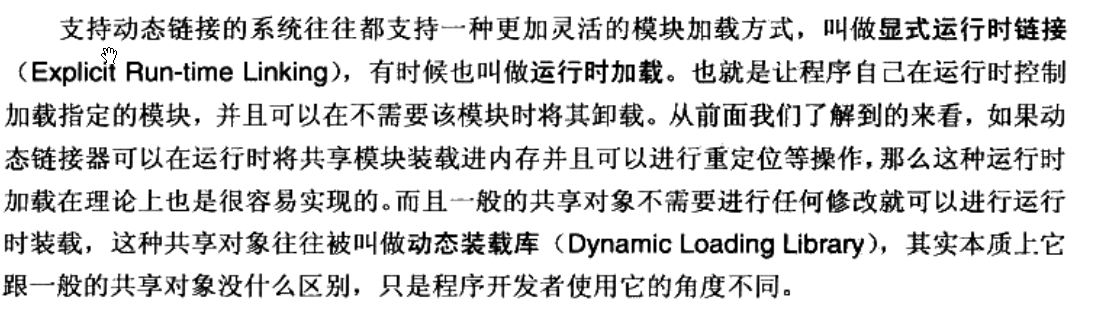 支持动态链接的系统往往都支持一种更加灵活的模块加载方式，叫做显式运行时链接
（Explicit Run-time Linking），有时候也叫做运行时加载。也就是让程序自己在运行时控制
加载指定的模块，并且可以在不需要该模块时将其卸载。从前面我们了解到的来看，如果动
态链接器可以在运行时将共享模块装载进内存并且可以进行重定位等操作，那么这种运行时
加载在理论上也是很容易实现的。而且一般的共享对象不需要进行任何修改就可以进行运行
时装载，这种共享对象往往被叫做动态装载库（Dynamic Loading Library），其实本质上它
跟一般的共享对象没什么区别，只是程序开发者使用它的角度不同。